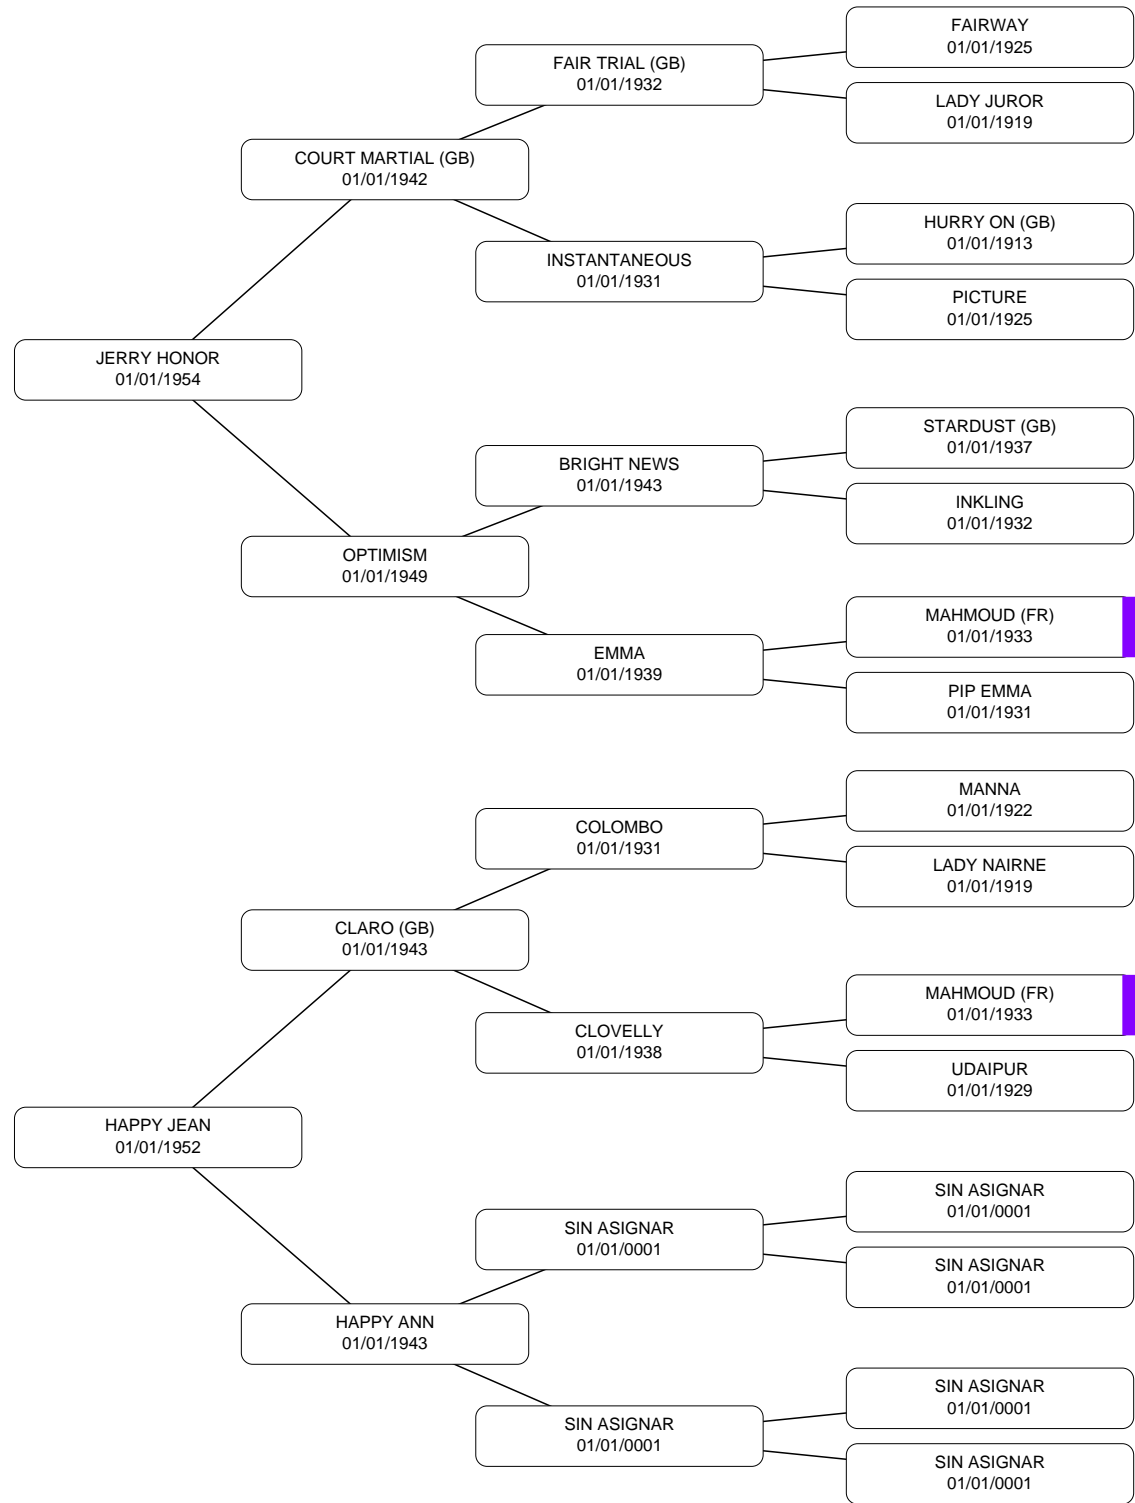 FAIRWAY
01/01/1925
FAIR TRIAL (GB)
01/01/1932
LADY JUROR
01/01/1919
COURT MARTIAL (GB)
01/01/1942
HURRY ON (GB)
01/01/1913
INSTANTANEOUS
01/01/1931
PICTURE
01/01/1925
JERRY HONOR
01/01/1954
STARDUST (GB)
01/01/1937
BRIGHT NEWS
01/01/1943
INKLING
01/01/1932
OPTIMISM
01/01/1949
MAHMOUD (FR)
01/01/1933
EMMA
01/01/1939
PIP EMMA
01/01/1931
MANNA
01/01/1922
COLOMBO
01/01/1931
LADY NAIRNE
01/01/1919
CLARO (GB)
01/01/1943
MAHMOUD (FR)
01/01/1933
CLOVELLY
01/01/1938
UDAIPUR
01/01/1929
HAPPY JEAN
01/01/1952
SIN ASIGNAR
01/01/0001
SIN ASIGNAR
01/01/0001
SIN ASIGNAR
01/01/0001
HAPPY ANN
01/01/1943
SIN ASIGNAR
01/01/0001
SIN ASIGNAR
01/01/0001
SIN ASIGNAR
01/01/0001